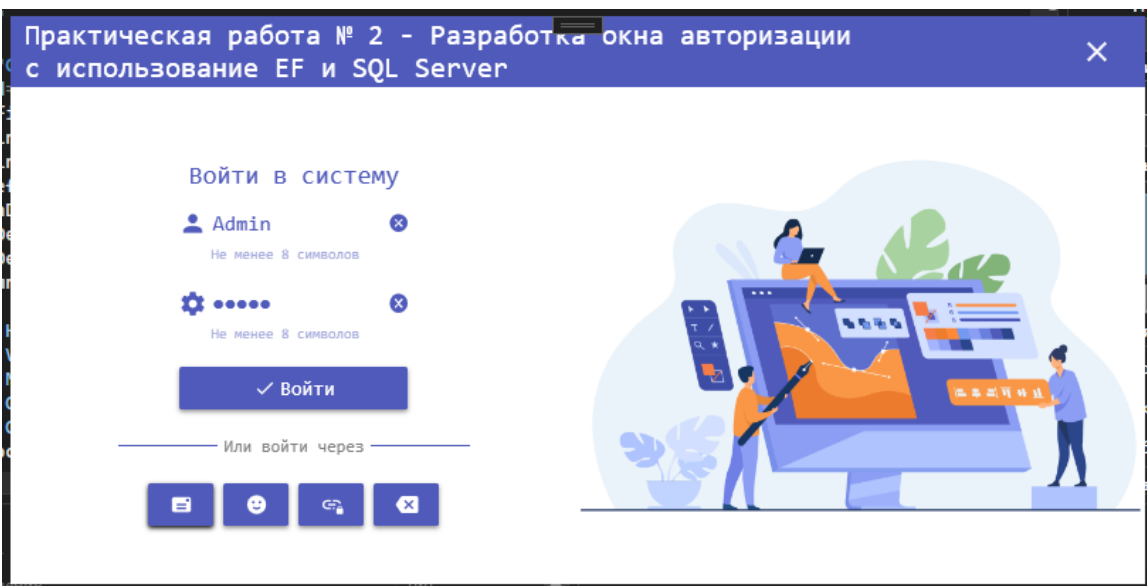 Практическая работа № 2 - Разработка окна авторизации
с использование EF и SQL Server
Войти в систему
Admin
Не менее 8 символов
•••••
Не менее 8 символов
Войти
Или войти через